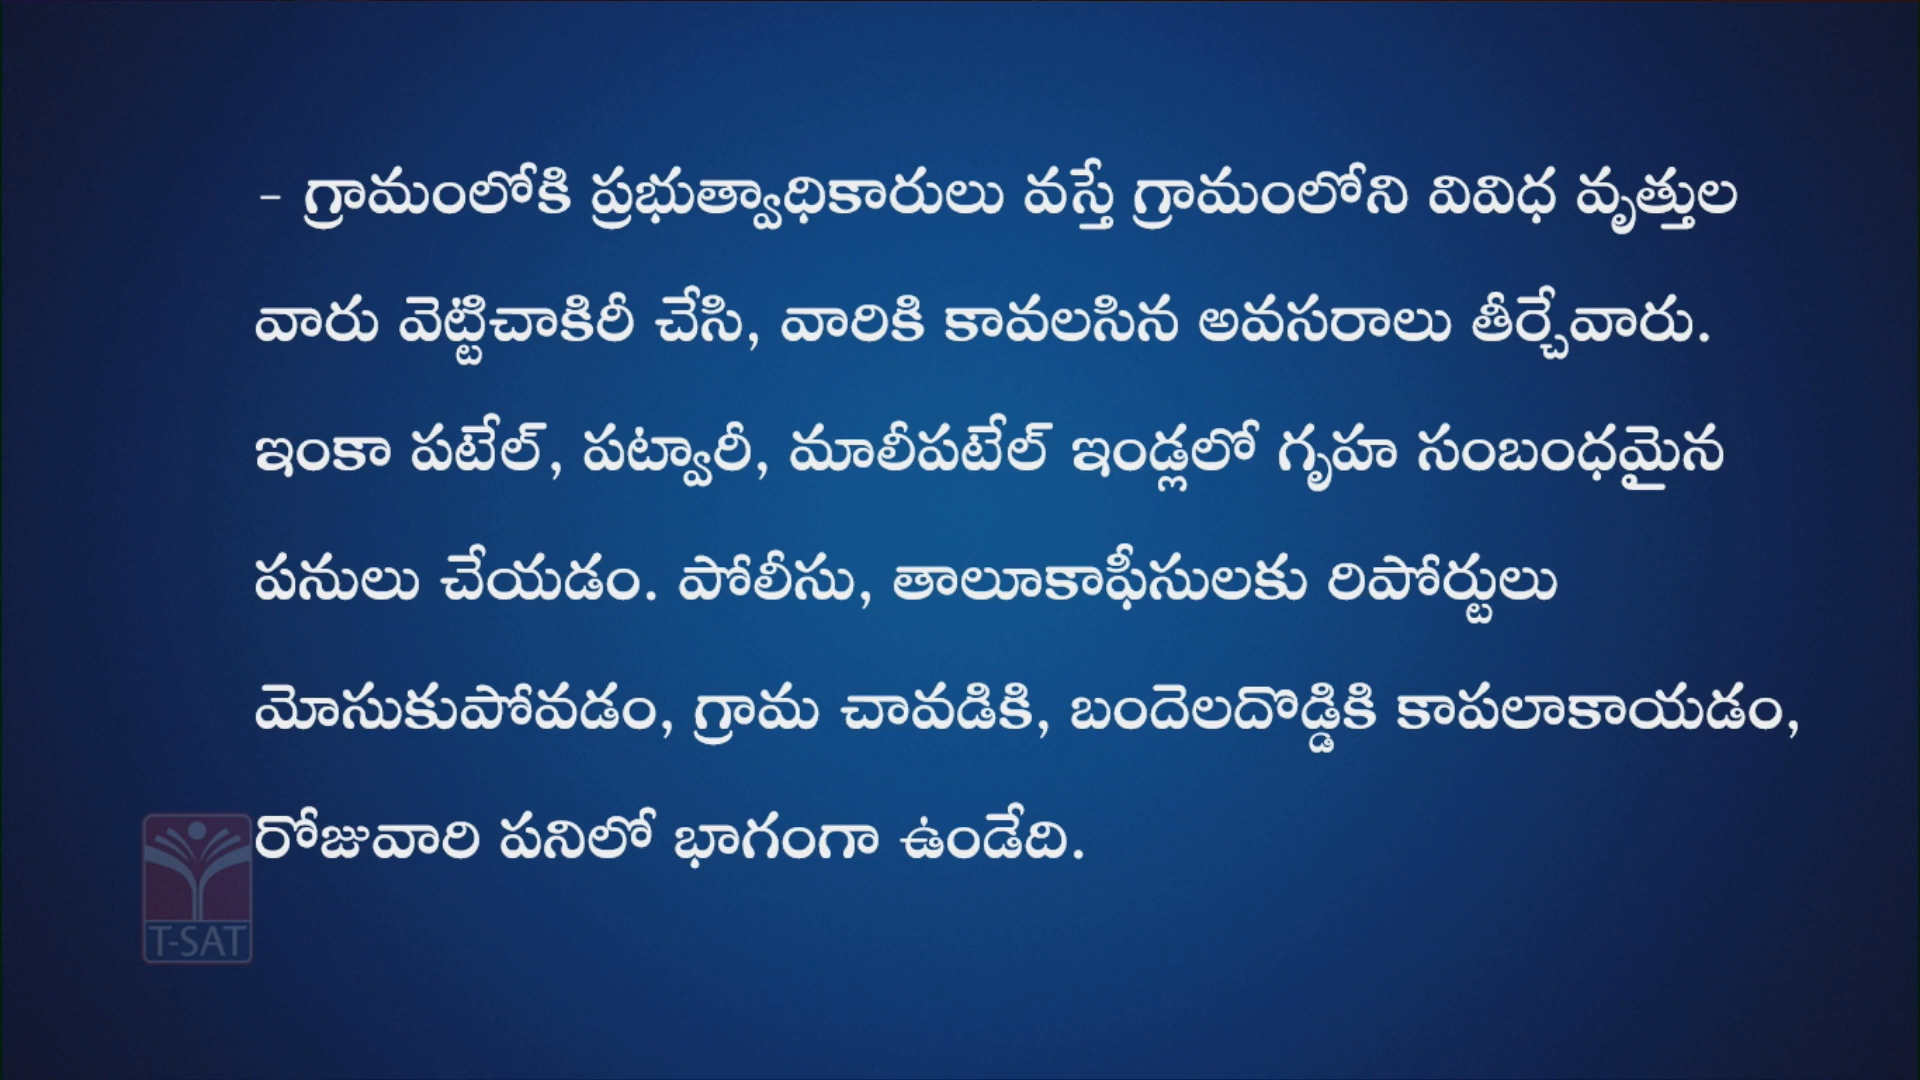 - గ్రామంలోకి ప్రభుత్వాధికారులు వస్తే గ్రామంలోని వివిధ వృత్తుల
వారు వెట్టిచాకిరీ చేసి, వారికి కావలసిన అవసరాలు తీర్చేవారు.
ఇంకా పటేల్, పట్వారీ, మాలీపటేల్ ఇండ్లలో గృహ సంబంధమైన
పనులు చేయడం. పోలీసు, తాలూకాఫీసులకు రిపోర్టులు
మోసుకుపోవడం, గ్రామ చావడికి, బందెలదొడ్డికి కాపలాకాయడం,
రోజువారి పనిలో భాగంగా ఉండేది.
T-SAT